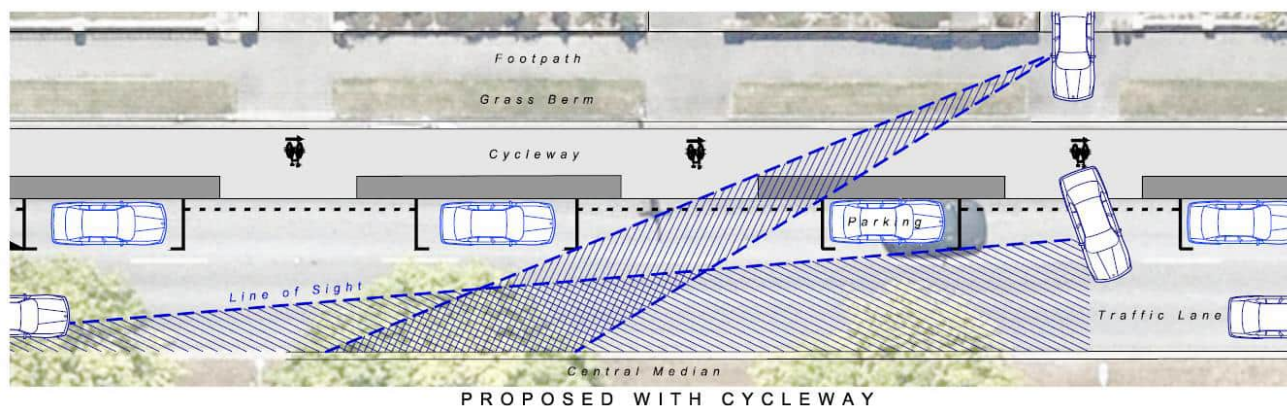 Footpath
Grass Berm
Cycleway
Parking
Line of Sight
Traffic Lane
Central Median
PROPOSED WITH CYCLEWAY